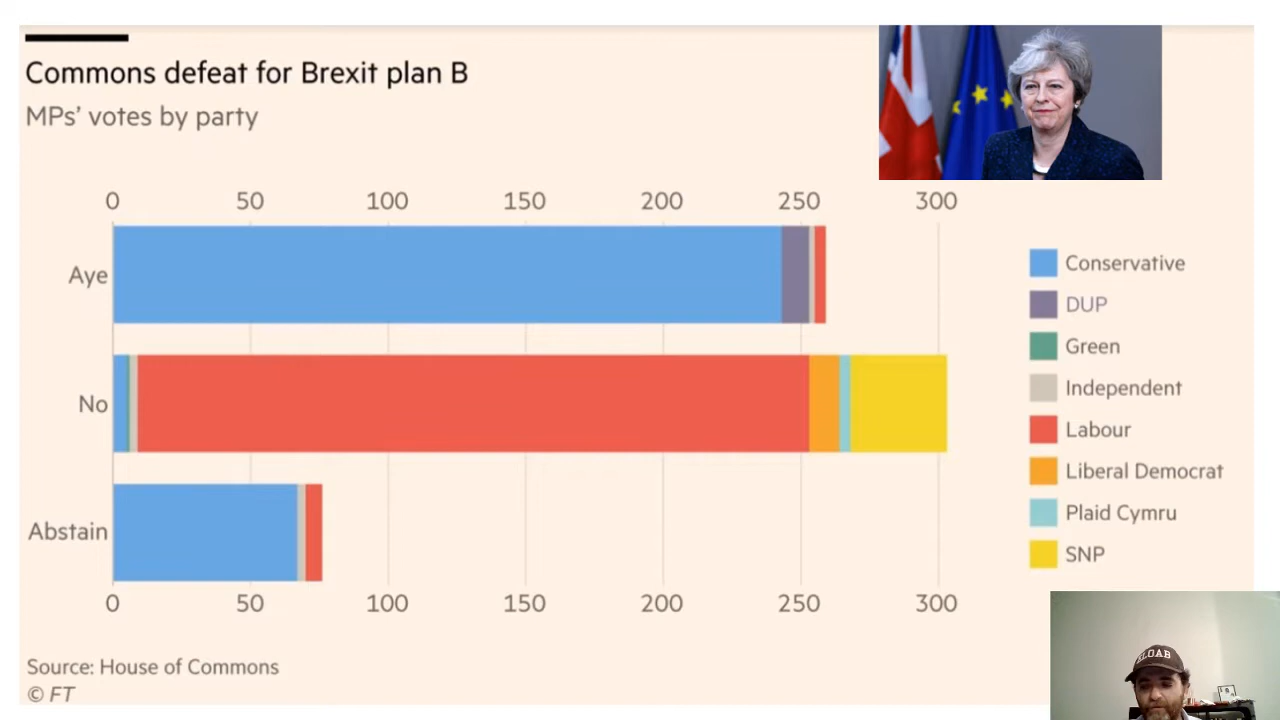 Commons defeat for Brexit plan B
MPs’ votes by party
0 50 100 150 200 250 300
Aye
No
Abstain
0 50 100 150 200 250 300
Conservative
DUP
Green
Independent
Labour
Liberal Democrat
Plaid Cymru
SNP
Source: House of Commons
© FT